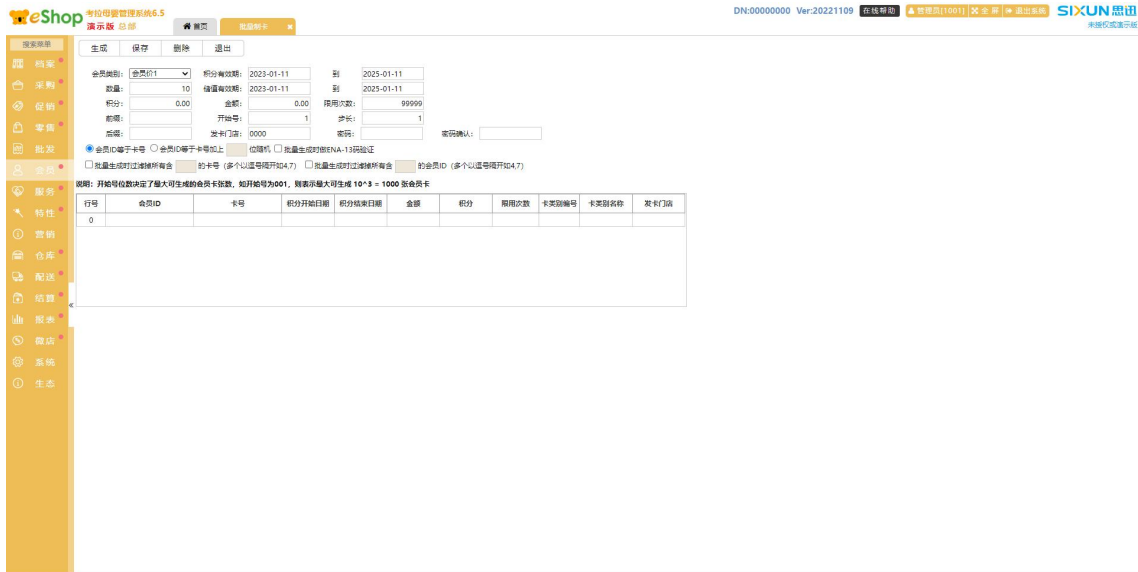 eShop 考拉母婴管理系统6.5
演示版 总部
首页 批量制卡
DN:00000000 Ver:20221109 在线帮助 管理员[1001] 全 屏 退出系统 SIXUN思迅
未授权或演示版
搜索菜单
档案
采购
促销
零售
批发
会员
服务
特性
营销
仓库
配送
结算
报表
微店
系统
生态
生成 保存 删除 退出
会员类别: 会员价1 积分有效期: 2023-01-11 到 2025-01-11
数量: 10 储值有效期: 2023-01-11 到 2025-01-11
积分: 0.00 金额: 0.00 限用次数: 99999
前缀: 开始号: 1 步长: 1
后缀: 发卡门店: 0000 密码: 密码确认:
会员ID等于卡号 会员ID等于卡号加上 位随机 批量生成时做ENA-13码验证
批量生成时过滤掉所有含 的卡号（多个以逗号隔开如4,7） 批量生成时过滤掉所有含 的会员ID（多个以逗号隔开如4,7）
说明：开始号位数决定了最大可生成的会员卡张数，如开始号为001，则表示最大可生成 10^3 = 1000 张会员卡
行号 会员ID 卡号 积分开始日期 积分结束日期 金额 积分 限用次数 卡类别编号 卡类别名称 发卡门店
0